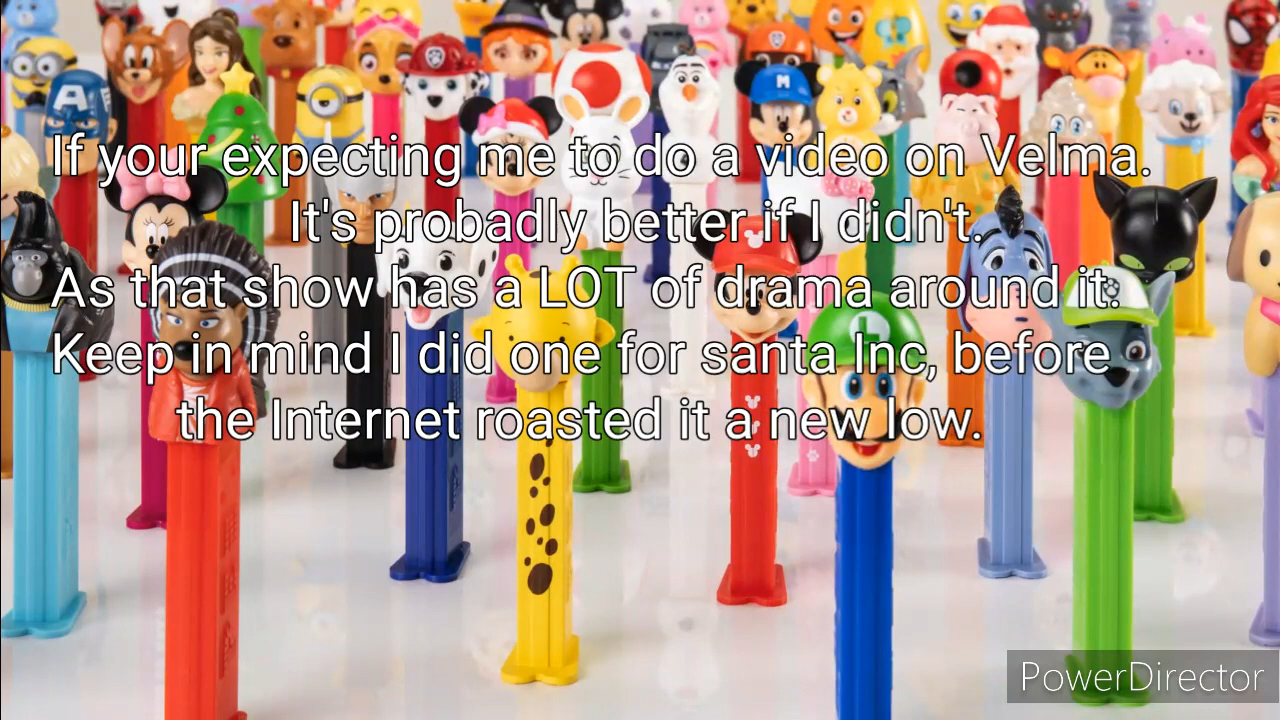 If your expecting me to do a video on Velma.
It's probadly better if I didn't.
As that show has a LOT of drama around it.
Keep in mind I did one for santa Inc, before
the Internet roasted it a new low.
A
M
L
PowerDirector